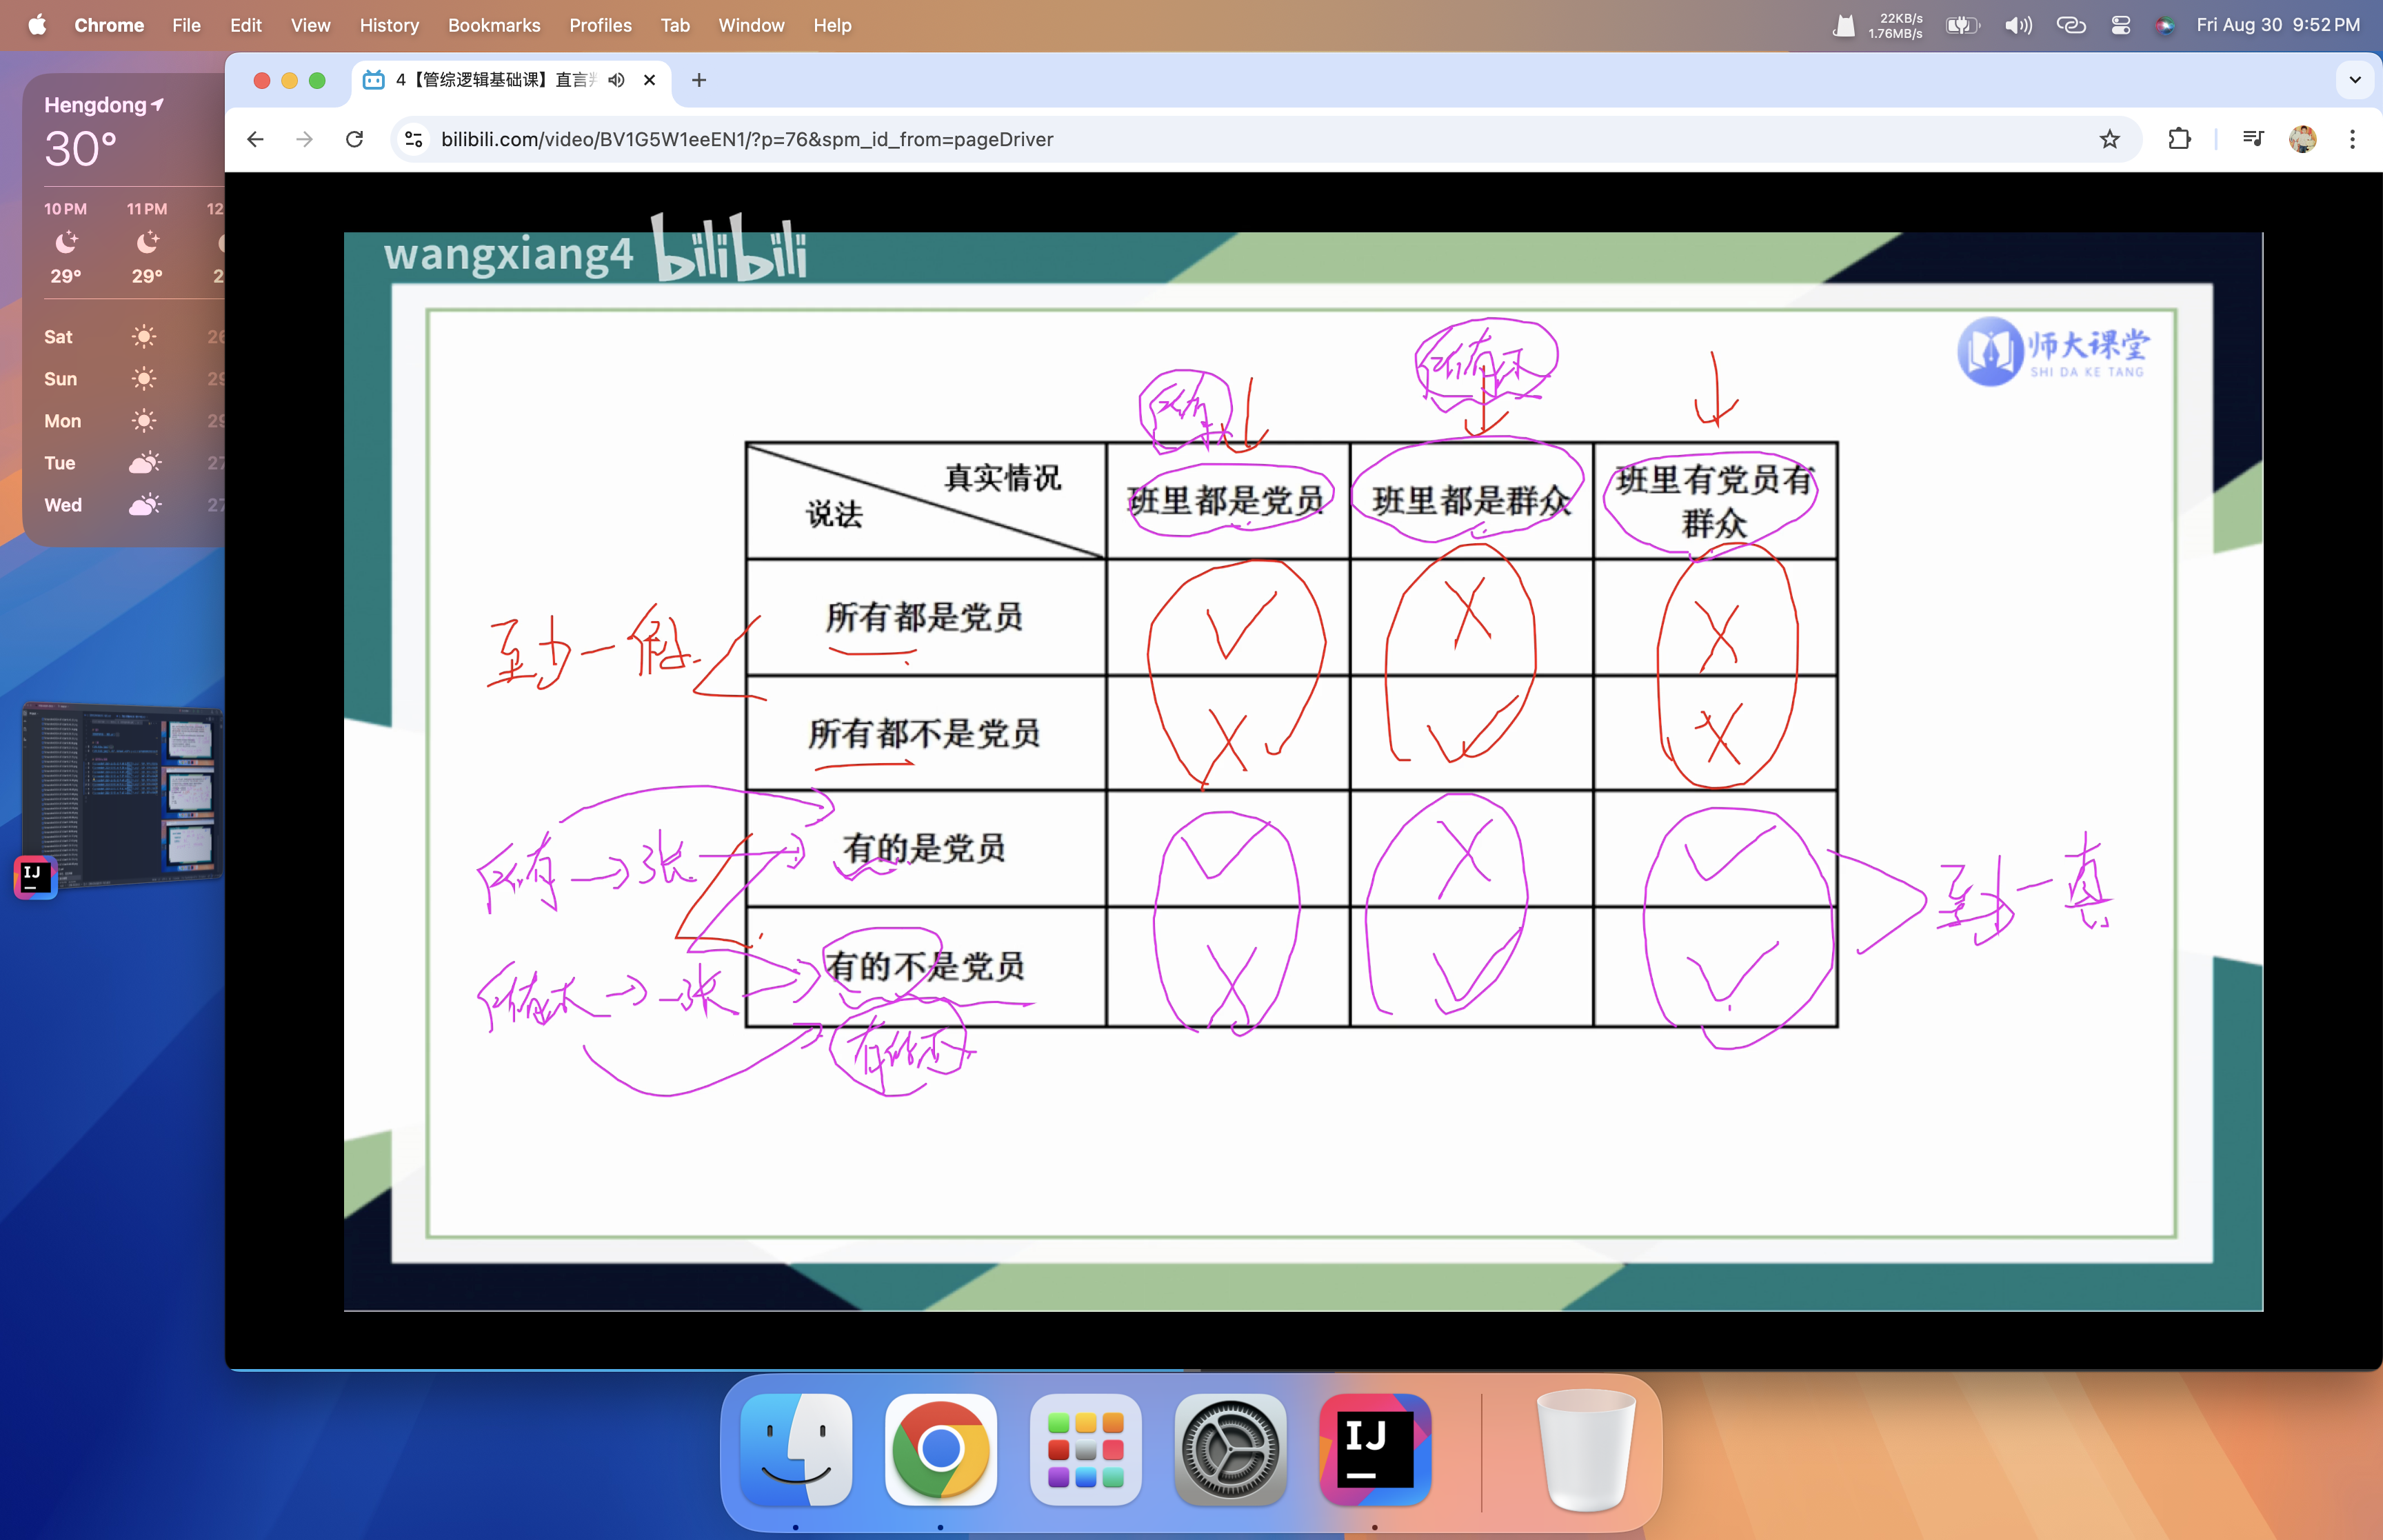 Chrome File Edit View History Bookmarks Profiles Tab Window Help
22KB/s
1.76MB/s
Fri Aug 30 9:52 PM
4【管综逻辑基础课】直言
bilibili.com/video/BV1G5W1eeEN1/?p=76&spm_id_from=pageDriver
Hengdong
30°
10 PM 11 PM 12
29° 29° 2
Sat 26
Sun 29
Mon 29
Tue 27
Wed 27
wangxiang4 bilibili
师大课堂
SHI DA KE TANG
所有不
所有
真实情况
说法
班里都是党员
班里都是群众
班里有党员有
群众
所有都是党员
至少一假
所有都不是党员
有的是党员
所有→张
至少一真
有的不是党员
所有不→张
有的不
IJ
IJ